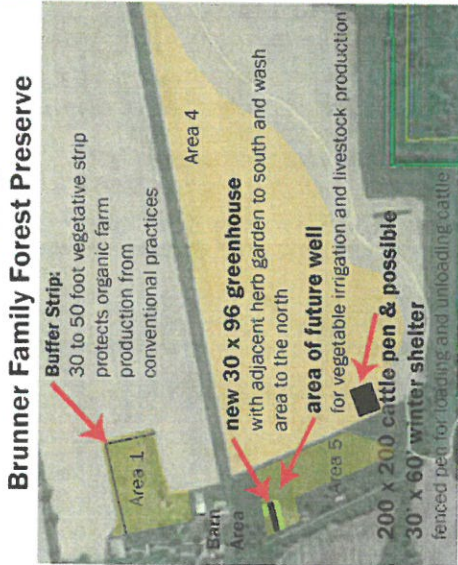 Brunner Family Forest Preserve
Buffer Strip:
30 to 50 foot vegetative strip
protects organic farm
production from
conventional practices
Area 1
Area 4
Barn
Area
new 30 x 96 greenhouse
with adjacent herb garden to south and wash
area to the north
area of future well
for vegetable irrigation and livestock production
Area 5
200 x 200 cattle pen & possible
30' x 60' winter shelter
fenced pen for loading and unloading cattle